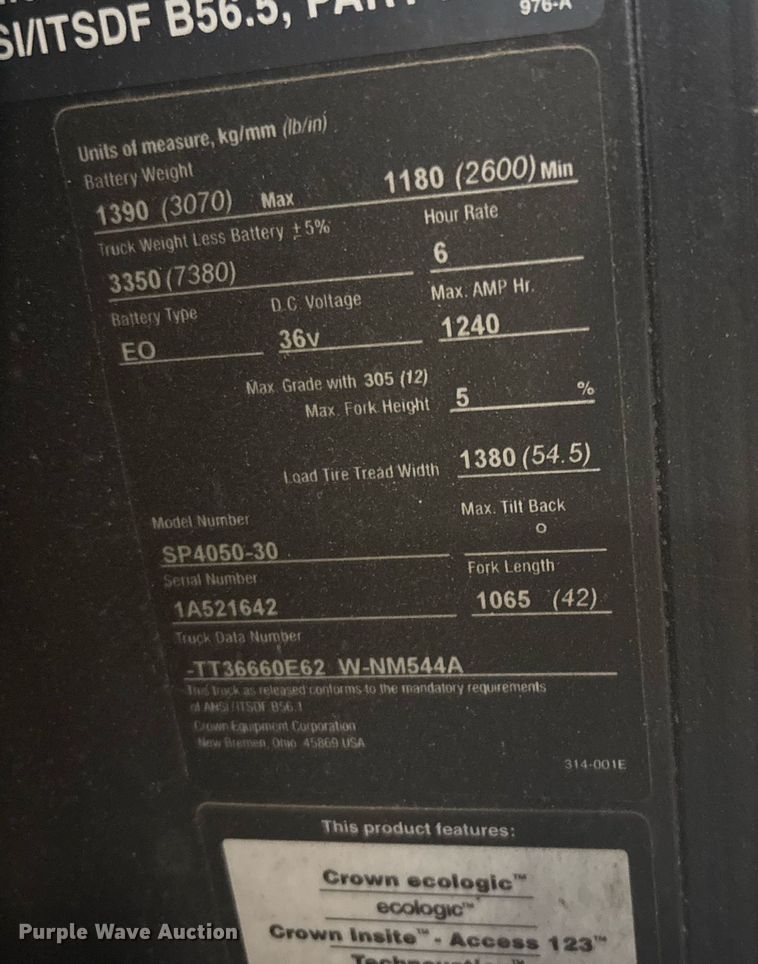 SI/ITSDF B56.5,
976-A
Units of measure, kg/mm (lb/in)
Battery Weight
1390 (3070) Max 1180 (2600) Min
Truck Weight Less Battery ±5% Hour Rate
3350 (7380) 6
Battery Type D.C. Voltage Max. AMP Hr.
EO 36v 1240
Max. Grade with 305 (12)
Max. Fork Height 5 %
Load Tire Tread Width 1380 (54.5)
Model Number Max. Tilt Back
SP4050-30 o
Serial Number Fork Length
1A521642 1065 (42)
Truck Data Number
-TT36660E62 W-NM544A
This truck as released conforms to the mandatory requirements
of ANSI/ITSDF B56.1
Crown Equipment Corporation
New Bremen, Ohio 45869 USA
314-001E
This product features:
Crown ecologic™
ecologic™
Crown Insite™ - Access 123™
Purple Wave Auction